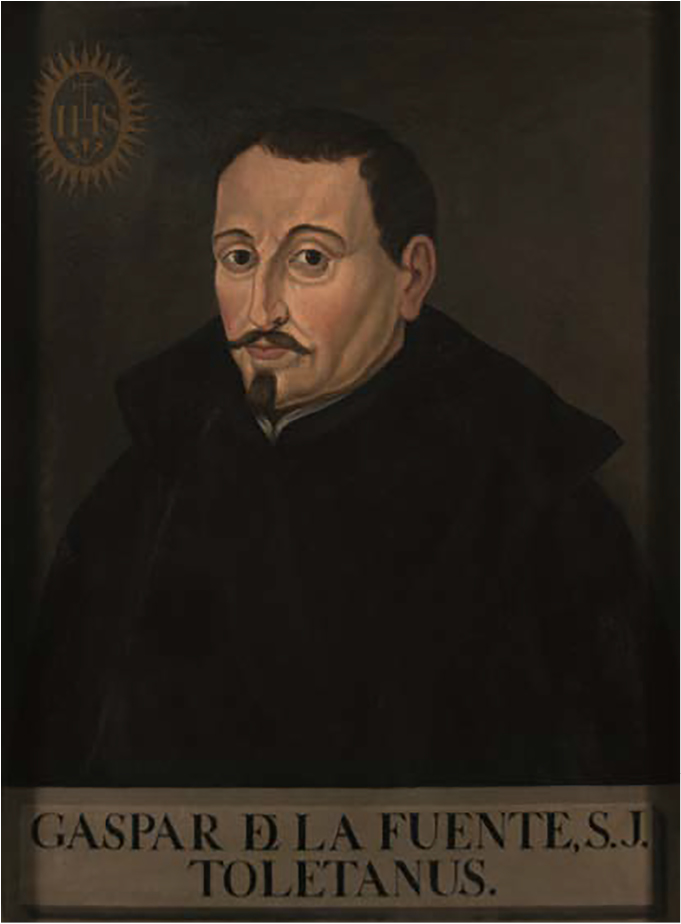 IHS
GASPAR DE LA FUENTE, S.J.
TOLETANUS.